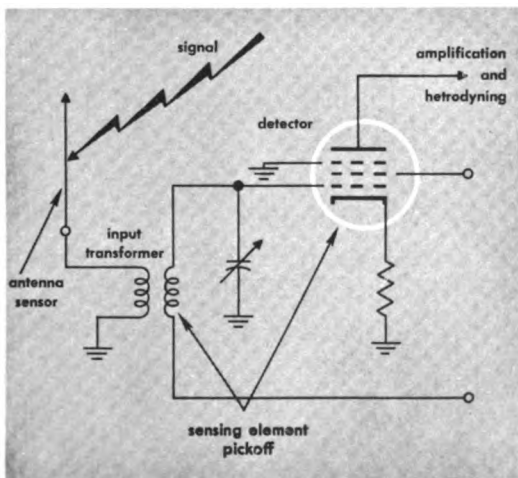 signal
amplification
and
hetrodyning
detector
input
transformer
antenna
sensor
sensing element
pickoff